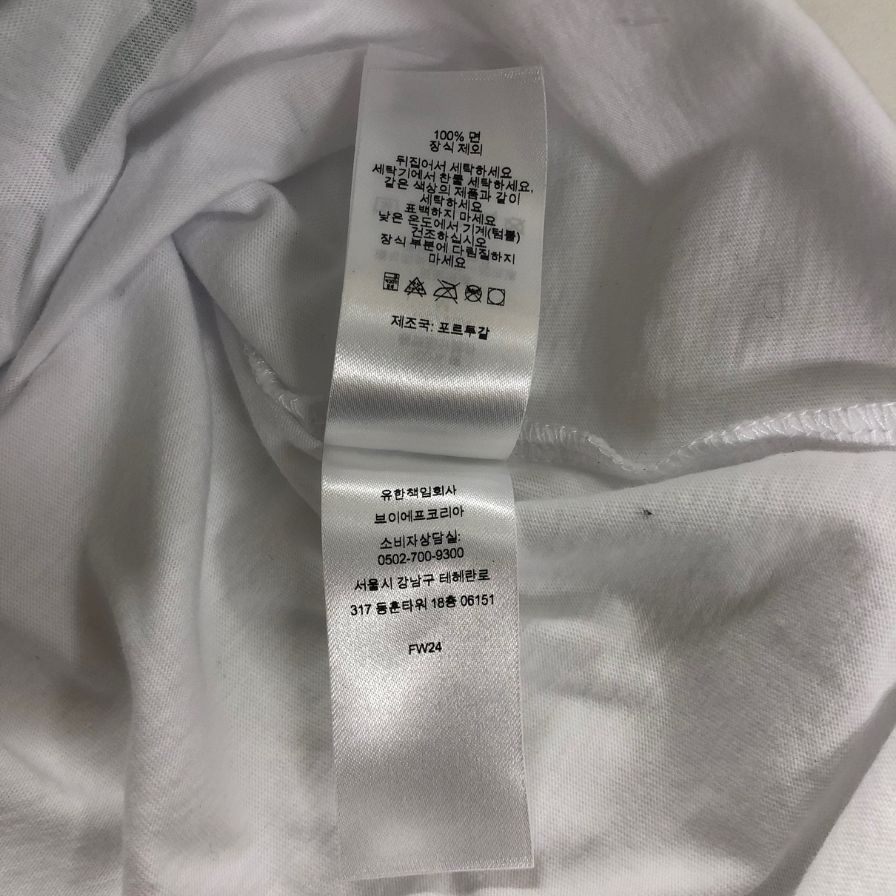 100% 면
장식 제외
뒤집어서 세탁하세요
세탁기에서 찬물 세탁하세요.
같은 색상의 제품과 같이
세탁하세요
표백하지 마세요
낮은 온도에서 기계(텀블)
건조하십시오
장식 부분에 다림질하지
마세요
제조국: 포르투갈
유한책임회사
브이에프코리아
소비자상담실:
0502-700-9300
서울시 강남구 테헤란로
317 동훈타워 18층 06151
FW24